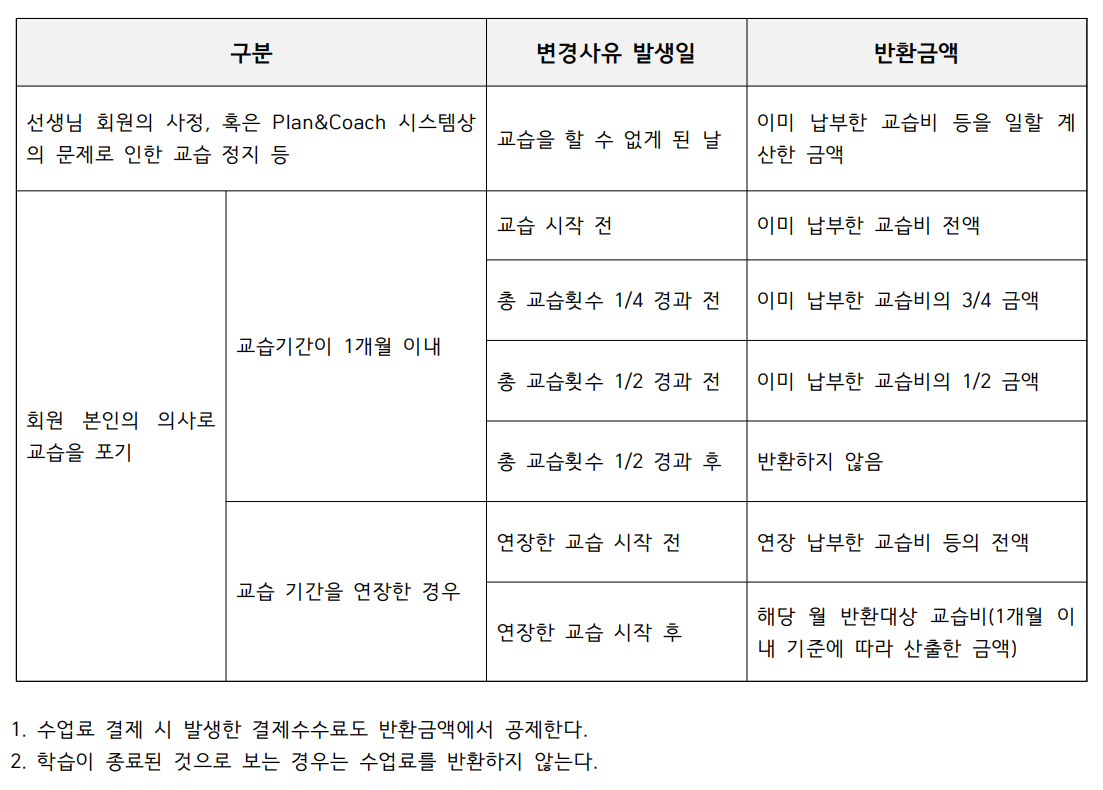 구분
변경사유 발생일
반환금액
선생님 회원의 사정, 혹은 Plan&Coach 시스템상
의 문제로 인한 교습 정지 등
교습을 할 수 없게 된 날
이미 납부한 교습비 등을 일할 계
산한 금액
회원 본인의 의사로
교습을 포기
교습기간이 1개월 이내
교습 시작 전
이미 납부한 교습비 전액
총 교습횟수 1/4 경과 전
이미 납부한 교습비의 3/4 금액
총 교습횟수 1/2 경과 전
이미 납부한 교습비의 1/2 금액
총 교습횟수 1/2 경과 후
반환하지 않음
교습 기간을 연장한 경우
연장한 교습 시작 전
연장 납부한 교습비 등의 전액
연장한 교습 시작 후
해당 월 반환대상 교습비(1개월 이
내 기준에 따라 산출한 금액)
1. 수업료 결제 시 발생한 결제수수료도 반환금액에서 공제한다.
2. 학습이 종료된 것으로 보는 경우는 수업료를 반환하지 않는다.